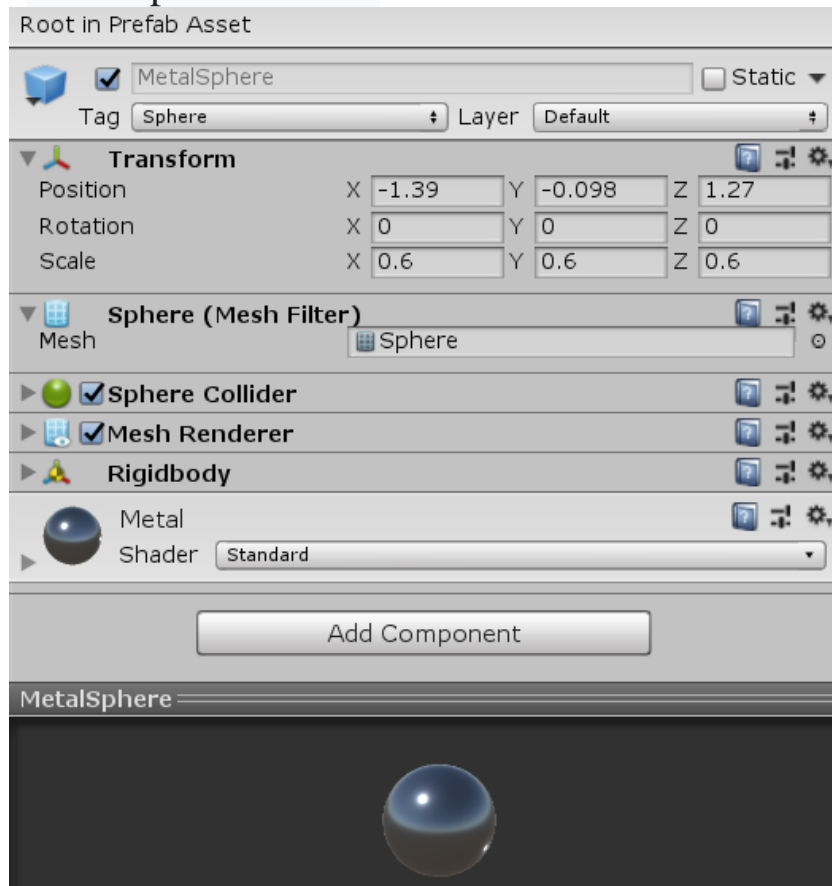 Root in Prefab Asset
MetalSphere Static
Tag Sphere Layer Default
Transform
Position X -1.39 Y -0.098 Z 1.27
Rotation X 0 Y 0 Z 0
Scale X 0.6 Y 0.6 Z 0.6
Sphere (Mesh Filter)
Mesh Sphere
Sphere Collider
Mesh Renderer
Rigidbody
Metal
Shader Standard
Add Component
MetalSphere